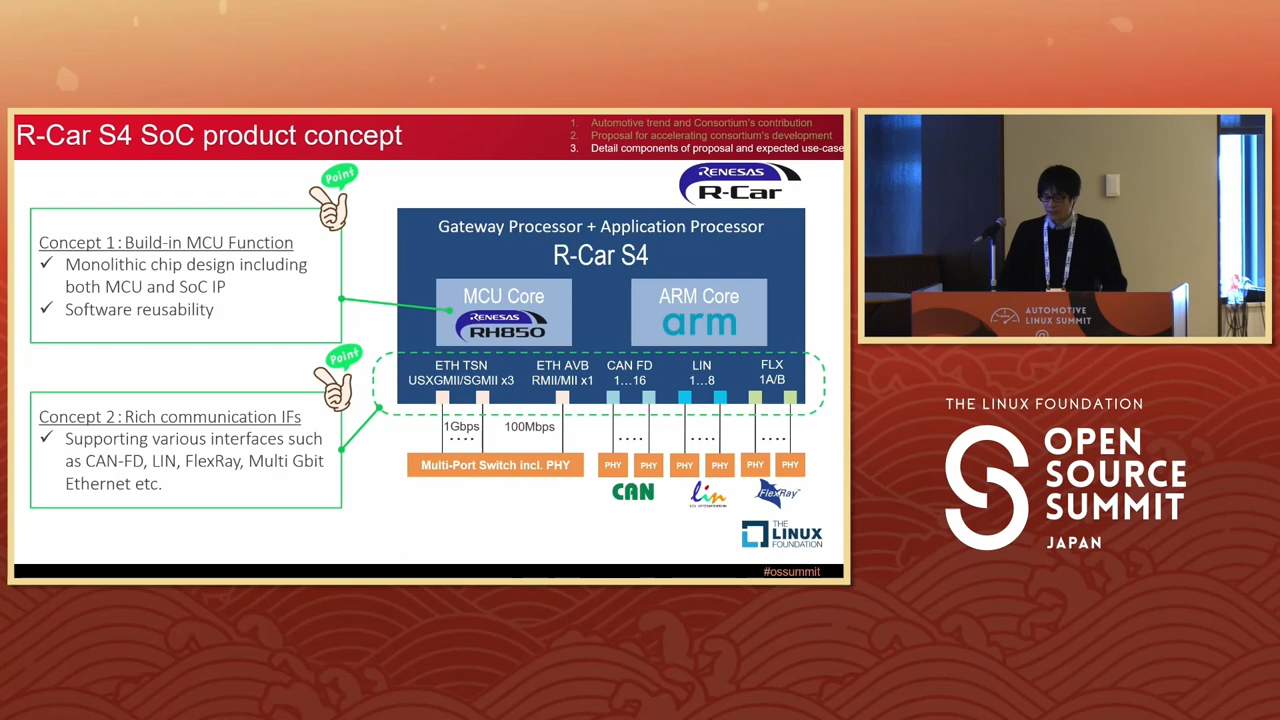 R-Car S4 SoC product concept
1. Automotive trend and Consortium's contribution
2. Proposal for accelerating consortium's development
3. Detail components of proposal and expected use-case
Point
Concept 1 : Build-in MCU Function
✓ Monolithic chip design including
both MCU and SoC IP
✓ Software reusability
Point
Concept 2 : Rich communication IFs
✓ Supporting various interfaces such
as CAN-FD, LIN, FlexRay, Multi Gbit
Ethernet etc.
RENESAS
R-Car
Gateway Processor + Application Processor
R-Car S4
MCU Core
RENESAS
RH850
ARM Core
arm
ETH TSN
USXGMII/SGMII x3
ETH AVB
RMII/MII x1
CAN FD
1...16
LIN
1...8
FLX
1A/B
1Gbps
100Mbps
Multi-Port Switch incl. PHY
PHY PHY PHY PHY PHY PHY
CAN
lin
FlexRay
THE
LINUX
FOUNDATION
#ossummit
AUTOMOTIVE
LINUX SUMMIT
THE LINUX FOUNDATION
OPEN
SOURCE
SUMMIT
JAPAN